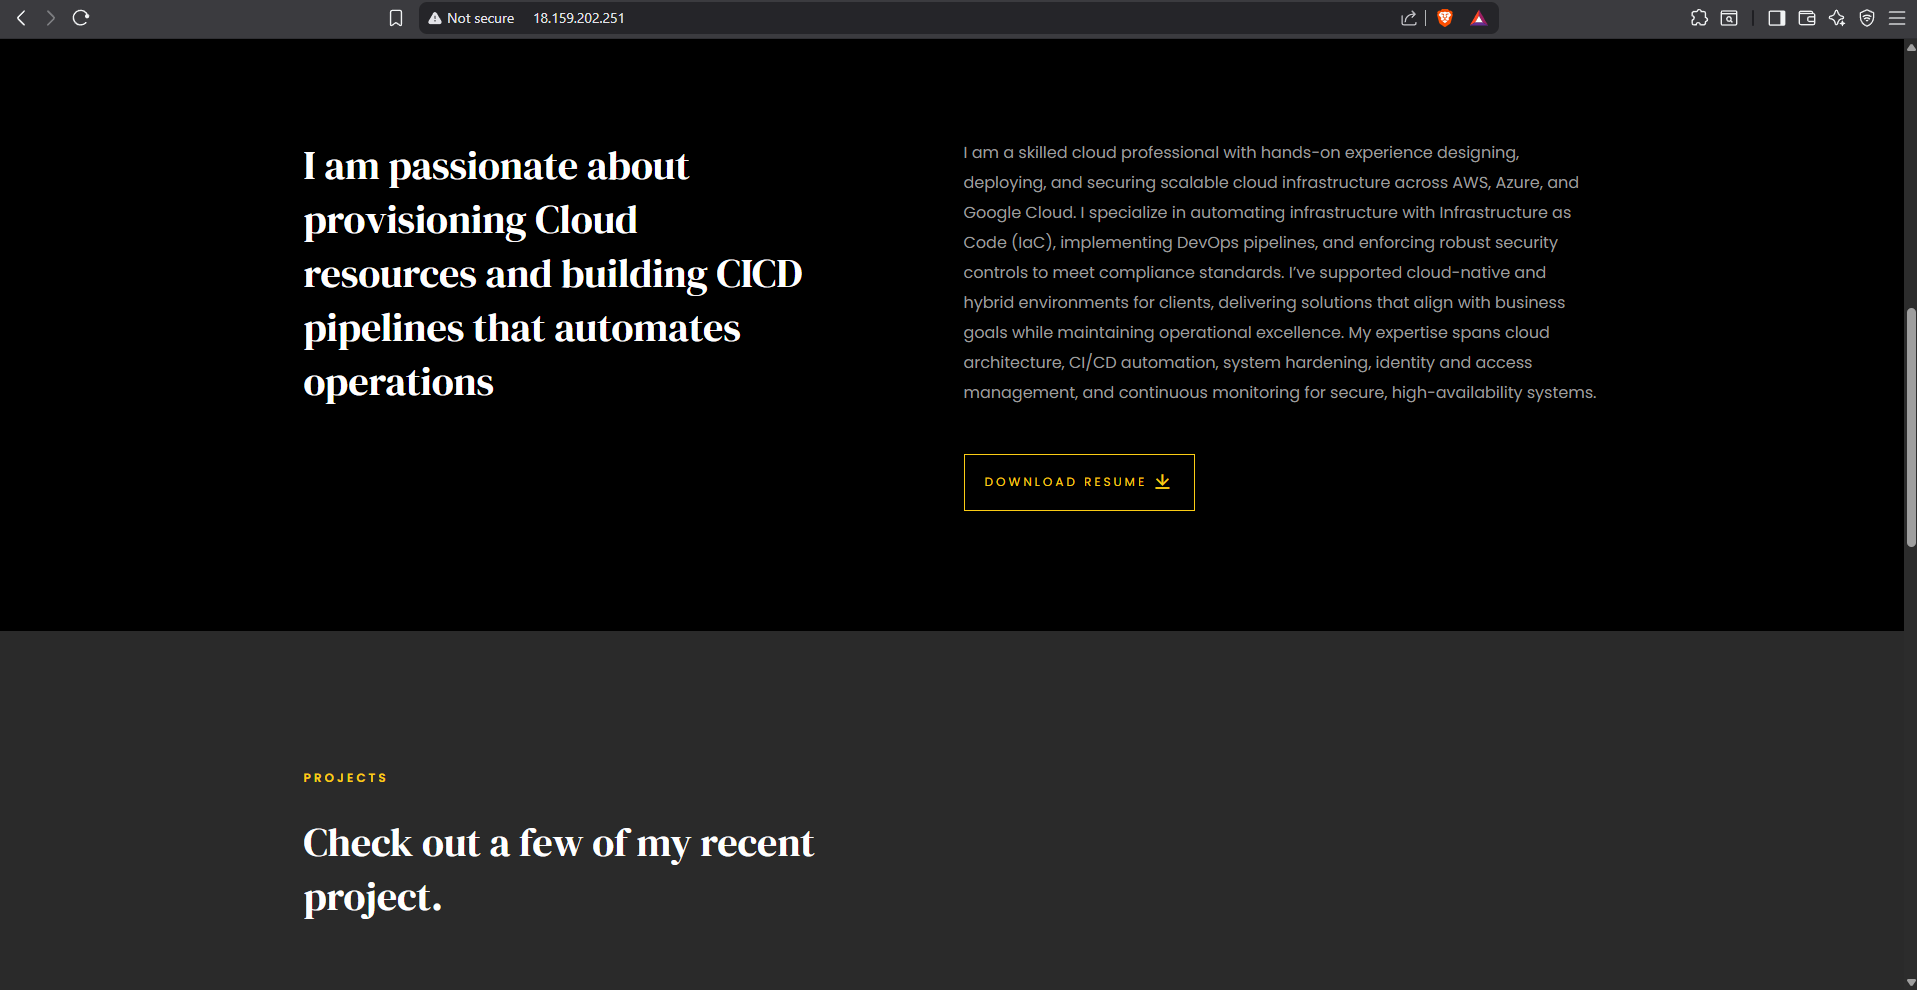 Not secure
18.159.202.251
I am passionate about
provisioning Cloud
resources and building CICD
pipelines that automates
operations
I am a skilled cloud professional with hands-on experience designing,
deploying, and securing scalable cloud infrastructure across AWS, Azure, and
Google Cloud. I specialize in automating infrastructure with Infrastructure as
Code (IaC), implementing DevOps pipelines, and enforcing robust security
controls to meet compliance standards. I’ve supported cloud-native and
hybrid environments for clients, delivering solutions that align with business
goals while maintaining operational excellence. My expertise spans cloud
architecture, CI/CD automation, system hardening, identity and access
management, and continuous monitoring for secure, high-availability systems.
DOWNLOAD RESUME
PROJECTS
Check out a few of my recent
project.